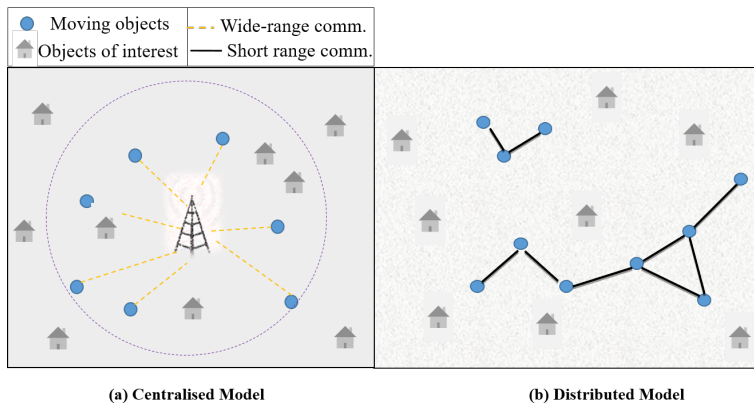 Moving objects
Wide-range comm.
Objects of interest
Short range comm.
(a) Centralised Model
(b) Distributed Model